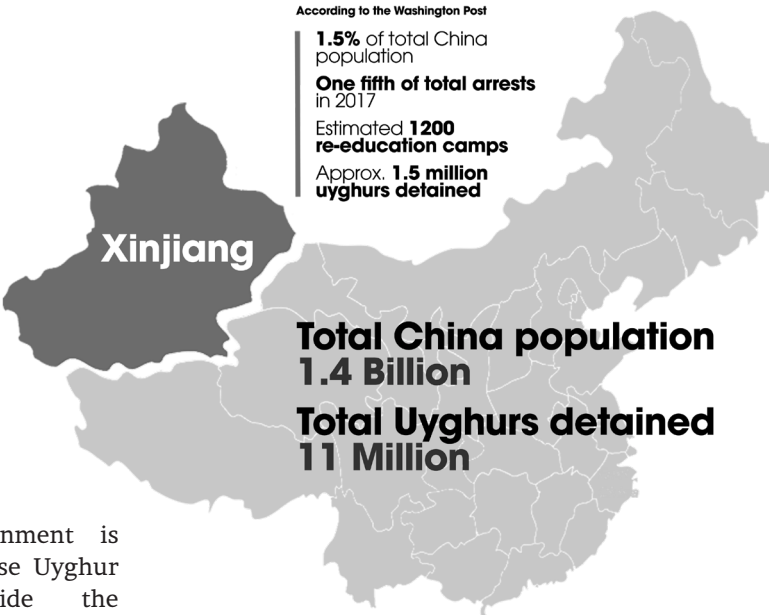 According to the Washington Post
1.5% of total China
population
One fifth of total arrests
in 2017
Estimated 1200
re-education camps
Approx. 1.5 million
uyghurs detained
Xinjiang
Total China population
1.4 Billion
Total Uyghurs detained
11 Million
nment is
se Uyghur
ide the